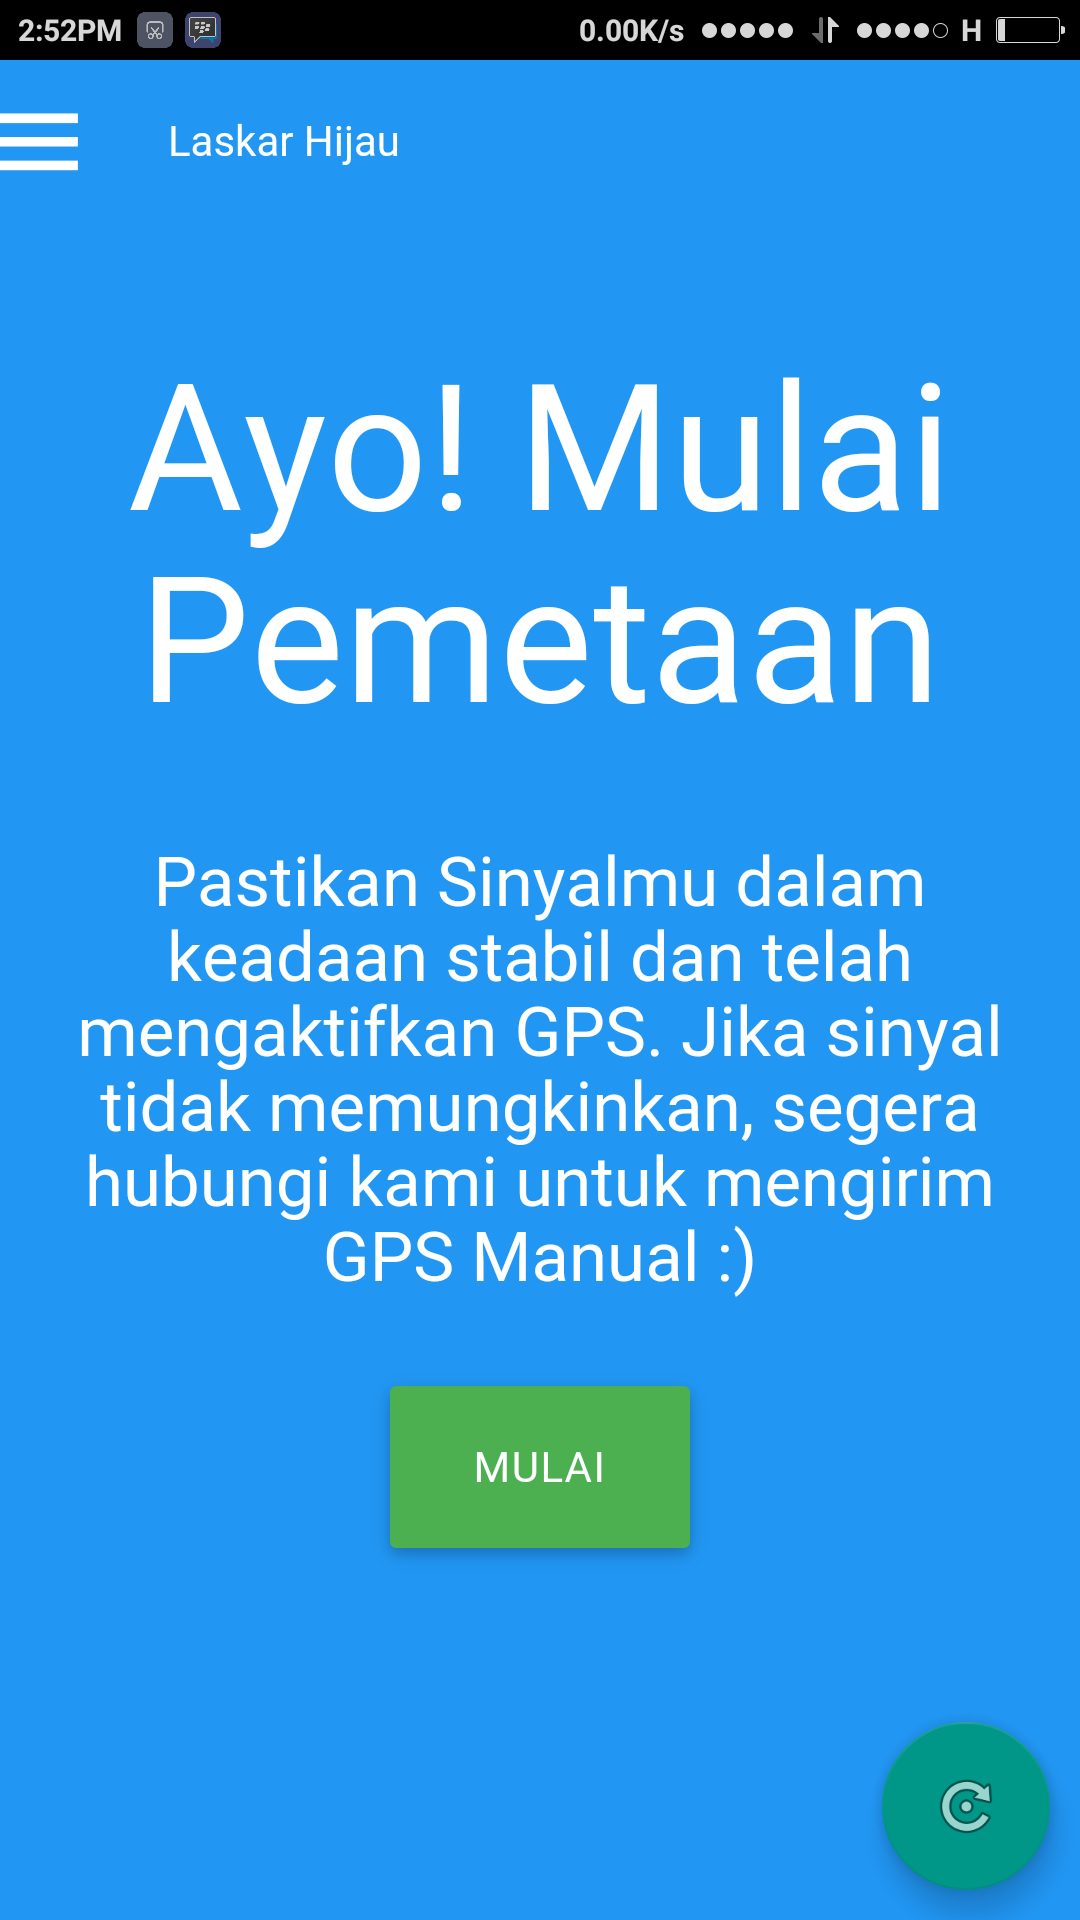 2:52PM 0.00K/s H
Laskar Hijau
Ayo! Mulai
Pemetaan
Pastikan Sinyalmu dalam
keadaan stabil dan telah
mengaktifkan GPS. Jika sinyal
tidak memungkinkan, segera
hubungi kami untuk mengirim
GPS Manual :)
MULAI